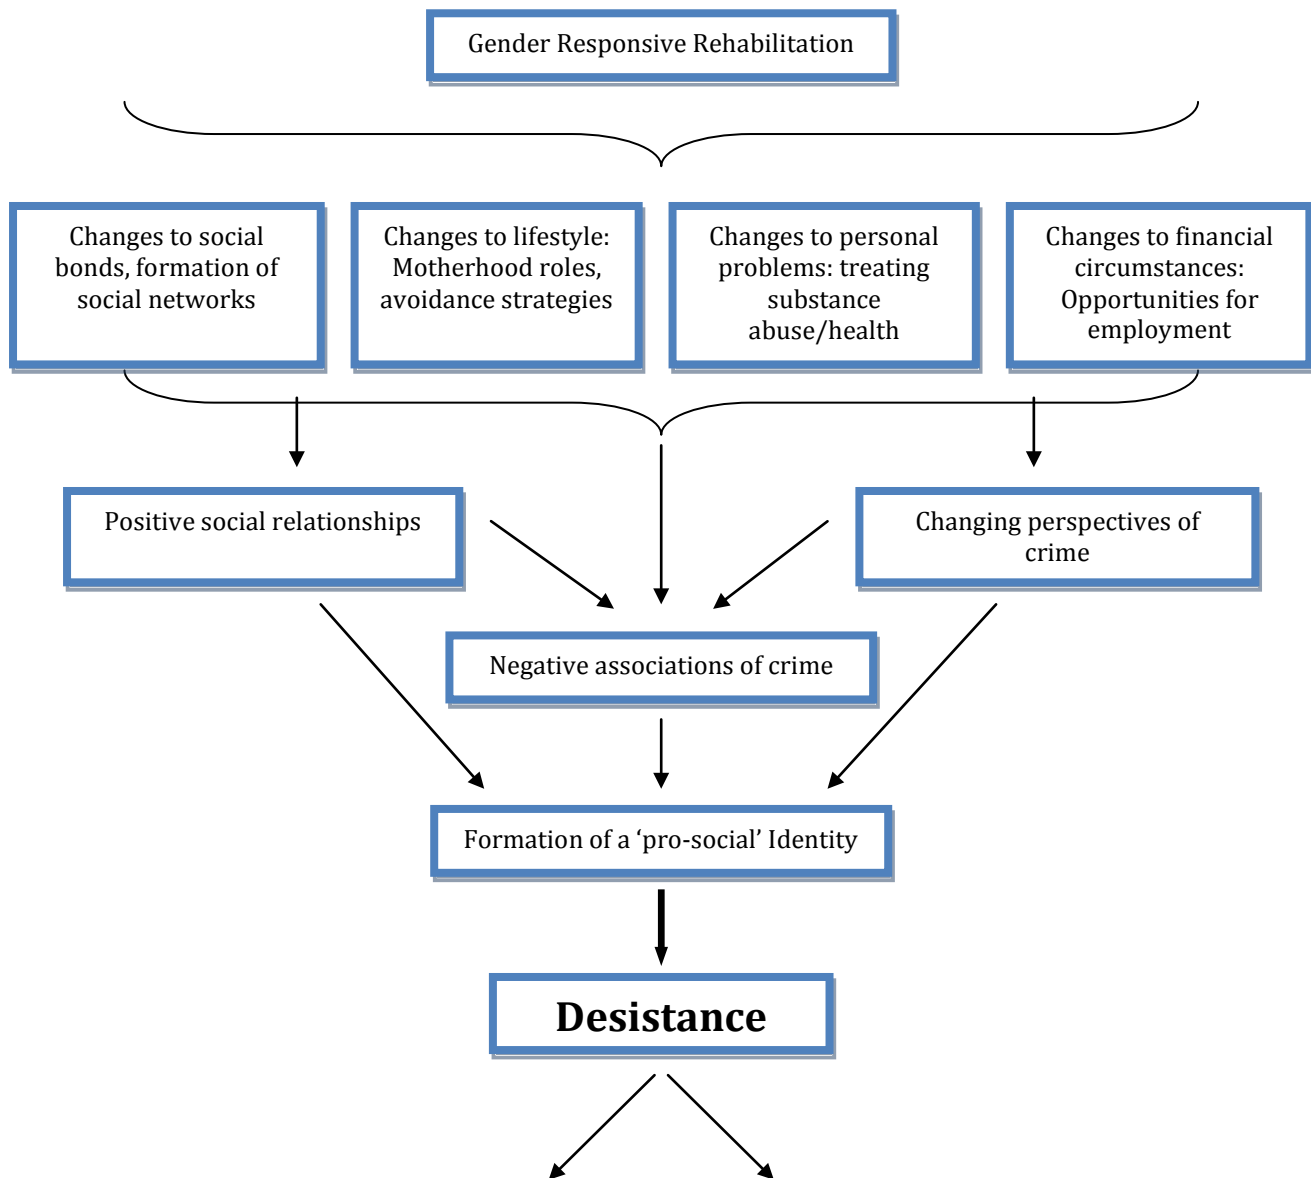 Gender Responsive Rehabilitation
Changes to social
bonds, formation of
social networks
Changes to lifestyle:
Motherhood roles,
avoidance strategies
Changes to personal
problems: treating
substance
abuse/health
Changes to financial
circumstances:
Opportunities for
employment
Positive social relationships
Changing perspectives of
crime
Negative associations of crime
Formation of a ‘pro-social’ Identity
Desistance